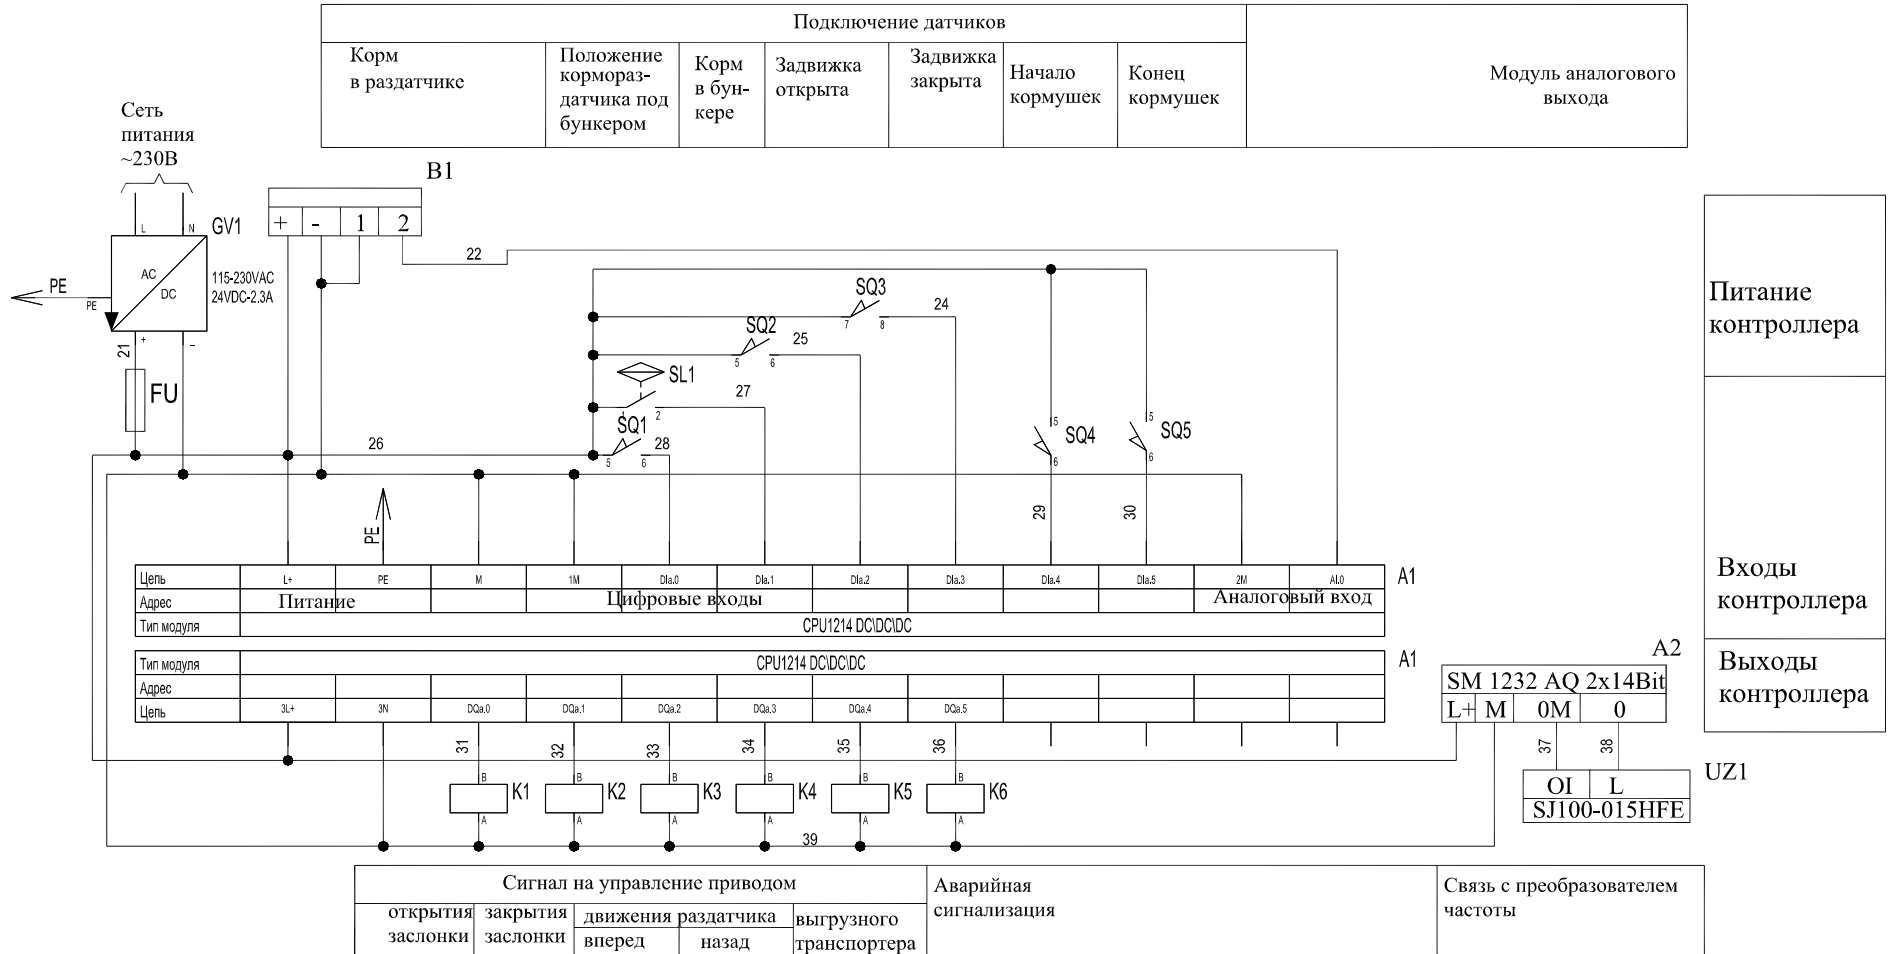 Подключение датчиков
Корм
в раздатчике
Положение
кормораз-
датчика под
бункером
Корм
в бун-
кере
Задвижка
открыта
Задвижка
закрыта
Начало
кормушек
Конец
кормушек
Модуль аналогового
выхода
Сеть
питания
~230В
B1
+ - 1 2
L N GV1
AC
DC
115-230VAC
24VDC-2.3A
PE
PE
+ -
21
FU
22
SQ3
7 8
24
SQ2
5 6
25
SL1
1 2
27
SQ1
5 6
28
26
5
SQ4
6
29
5
SQ5
6
30
PE
Питание
контроллера
Входы
контроллера
Выходы
контроллера
Цепь L+ PE M 1M DIa.0 DIa.1 DIa.2 DIa.3 DIa.4 DIa.5 2M AI.0 A1
Адрес Питание Цифровые входы Аналоговый вход
Тип модуля CPU1214 DC\DC\DC
Тип модуля CPU1214 DC\DC\DC A1
Адрес
Цепь 3L+ 3N DQa.0 DQa.1 DQa.2 DQa.3 DQa.4 DQa.5
A2
SM 1232 AQ 2x14Bit
L+ M 0M 0
37 38
UZ1
OI L
SJ100-015HFE
31 32 33 34 35 36
B B B B B B
K1 K2 K3 K4 K5 K6
A A A A A A
39
Сигнал на управление приводом
открытия
заслонки
закрытия
заслонки
движения раздатчика
вперед
назад
выгрузного
транспортера
Аварийная
сигнализация
Связь с преобразователем
частоты